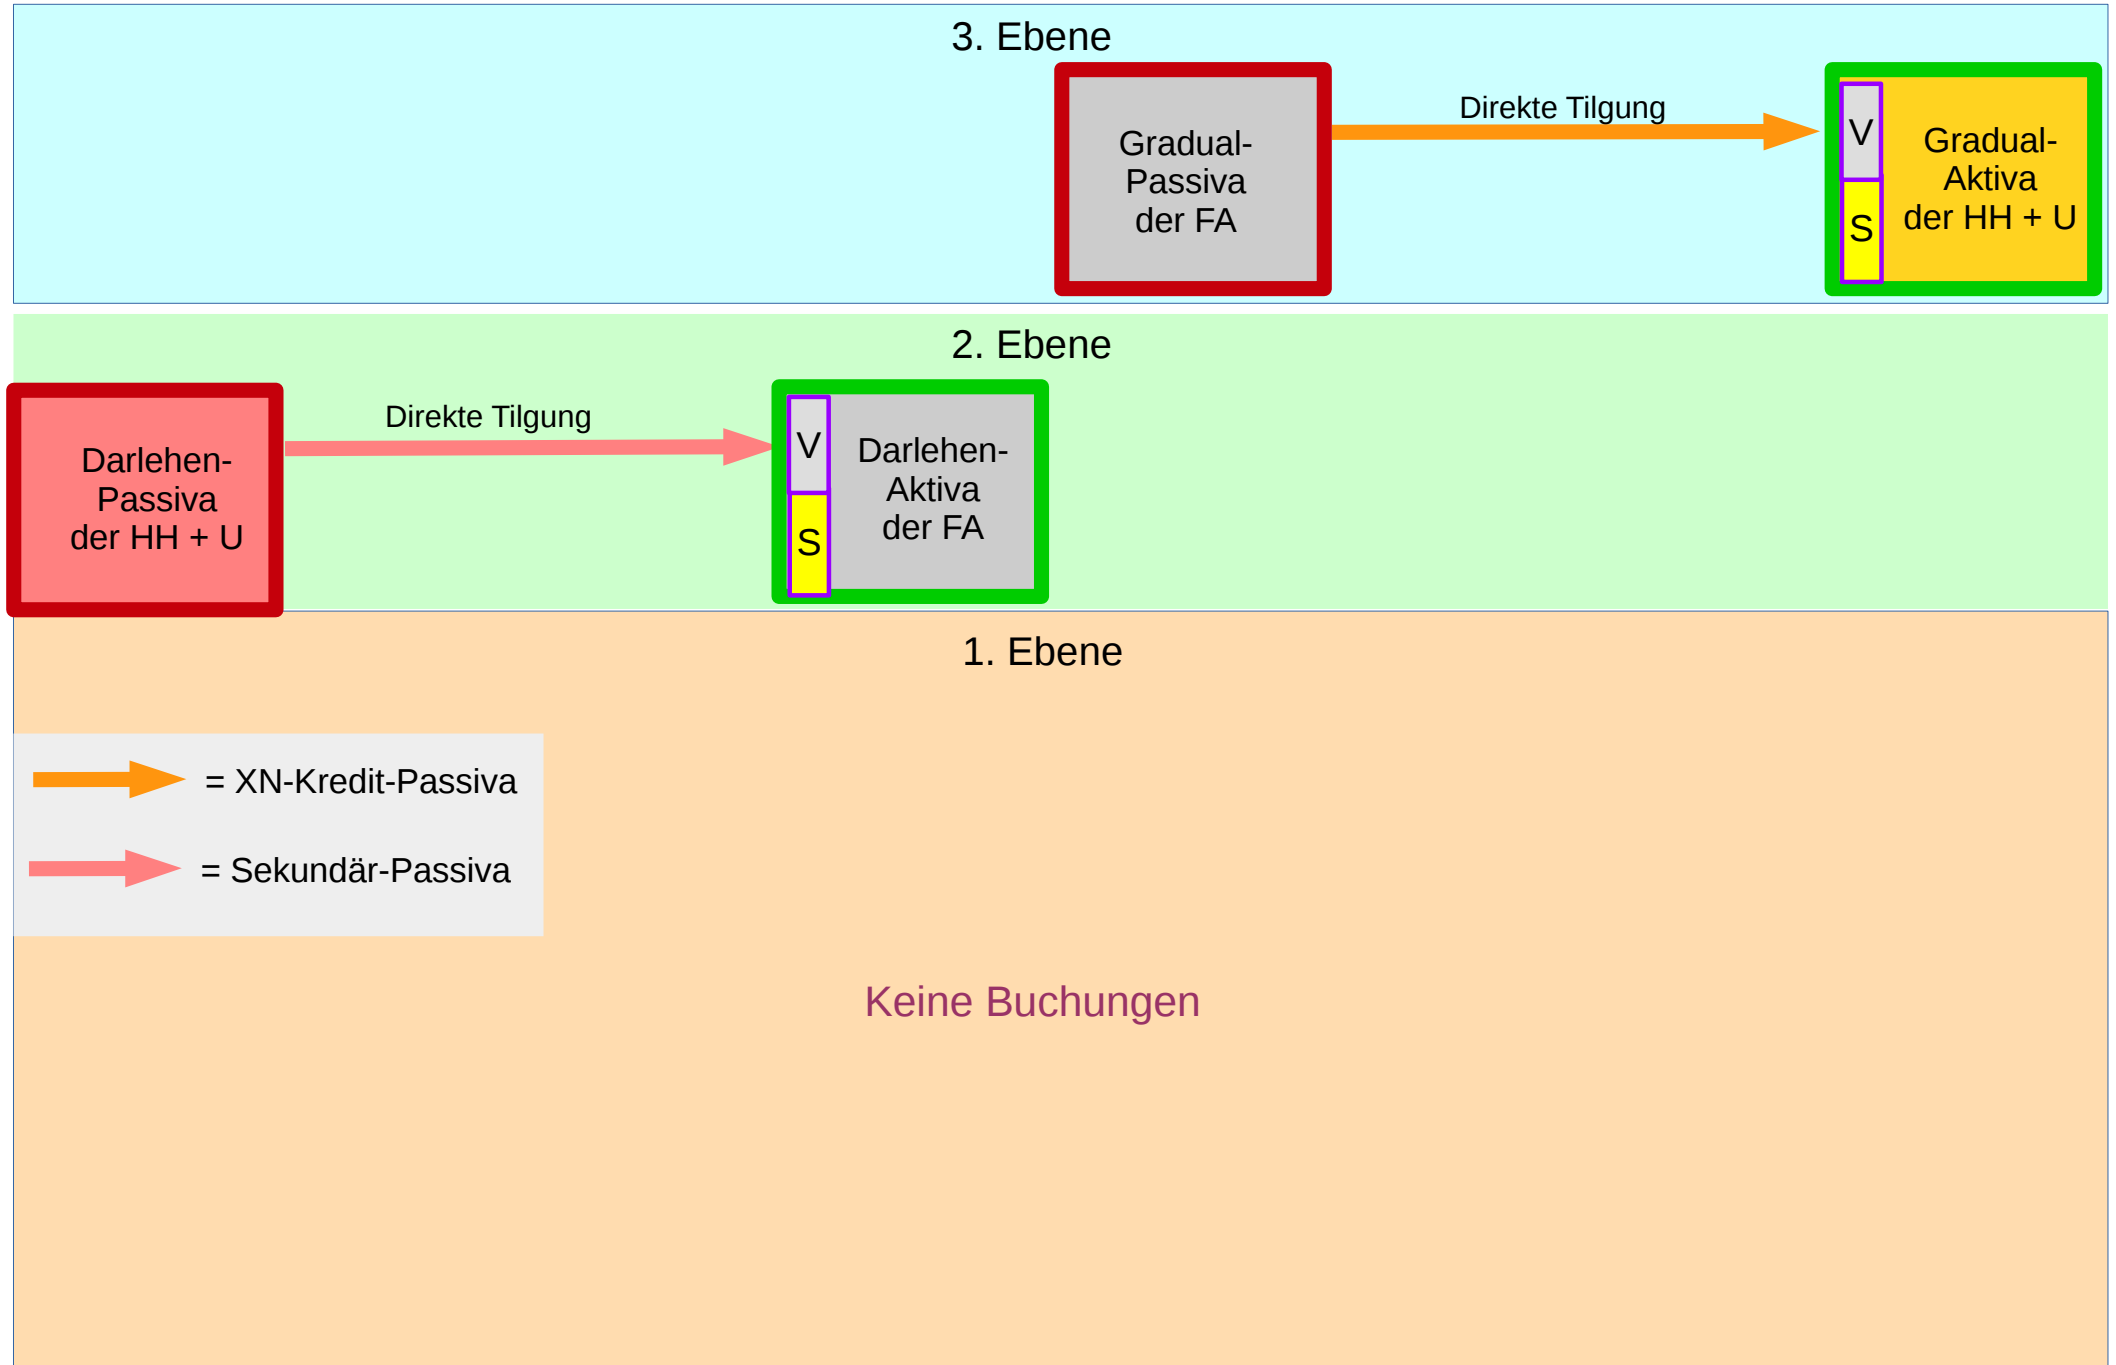 3. Ebene
Direkte Tilgung
Gradual-
Passiva
der FA
V
S
Gradual-
Aktiva
der HH + U
2. Ebene
Darlehen-
Passiva
der HH + U
Direkte Tilgung
V
S
Darlehen-
Aktiva
der FA
1. Ebene
= XN-Kredit-Passiva
= Sekundär-Passiva
Keine Buchungen